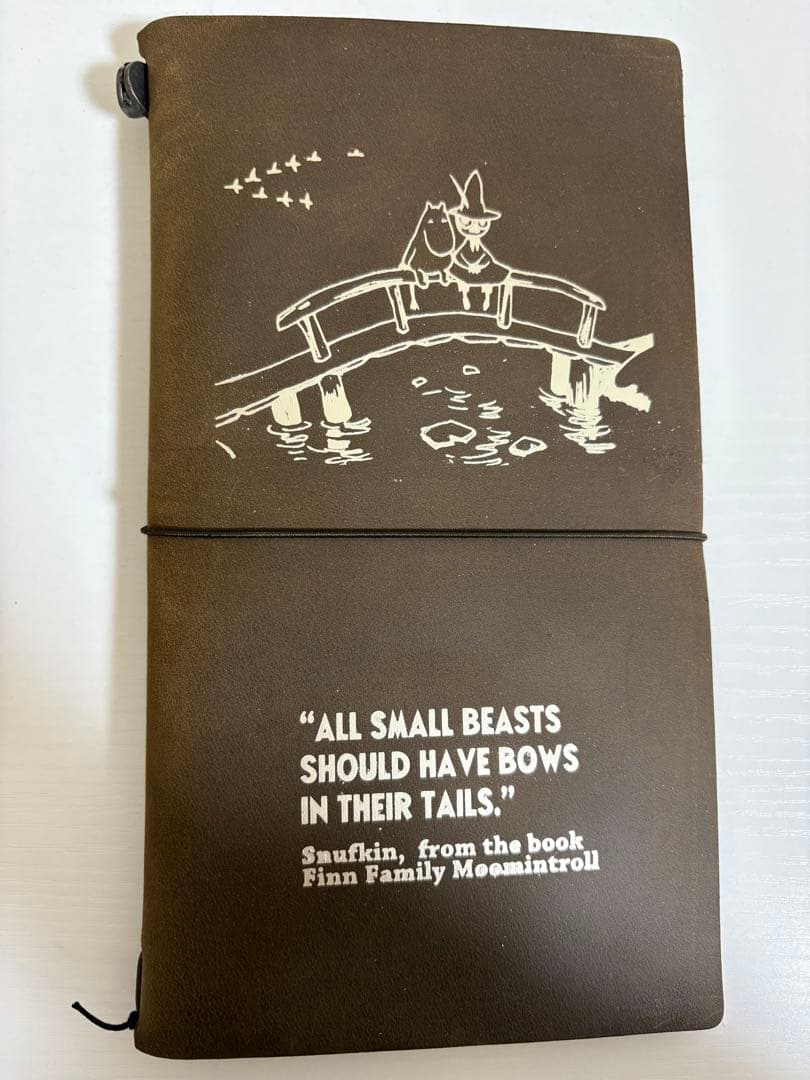 “ALL SMALL BEASTS
SHOULD HAVE BOWS
IN THEIR TAILS.”
Snufkin, from the book
Finn Family Moomintroll